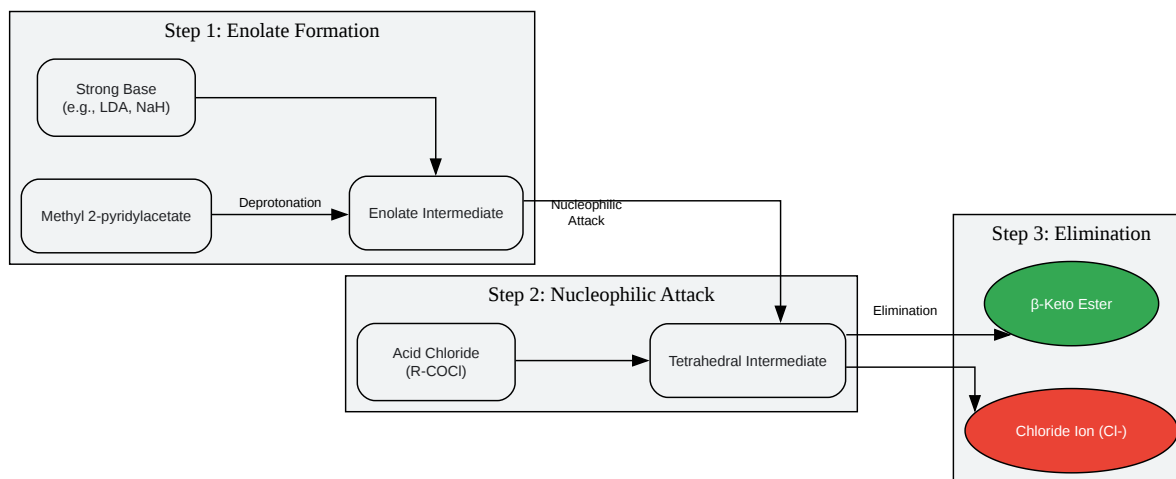 Step 1: Enolate Formation
Strong Base
(e.g., LDA, NaH)
Methyl 2-pyridylacetate
Deprotonation
Enolate Intermediate
Nucleophilic
Attack
Step 2: Nucleophilic Attack
Acid Chloride
(R-COCl)
Tetrahedral Intermediate
Elimination
Step 3: Elimination
β-Keto Ester
Chloride Ion (Cl-)